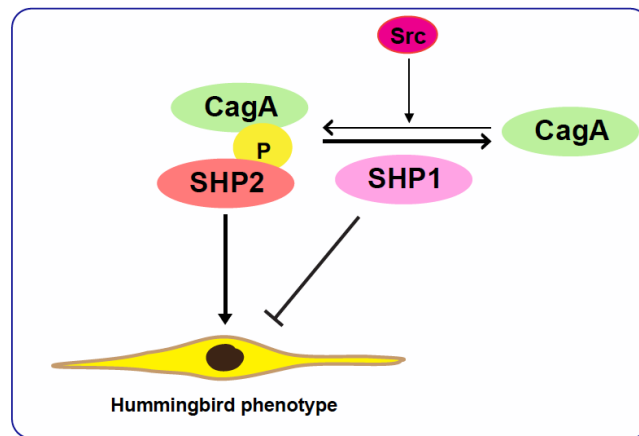 Src
CagA
CagA
P
SHP2
SHP1
Hummingbird phenotype